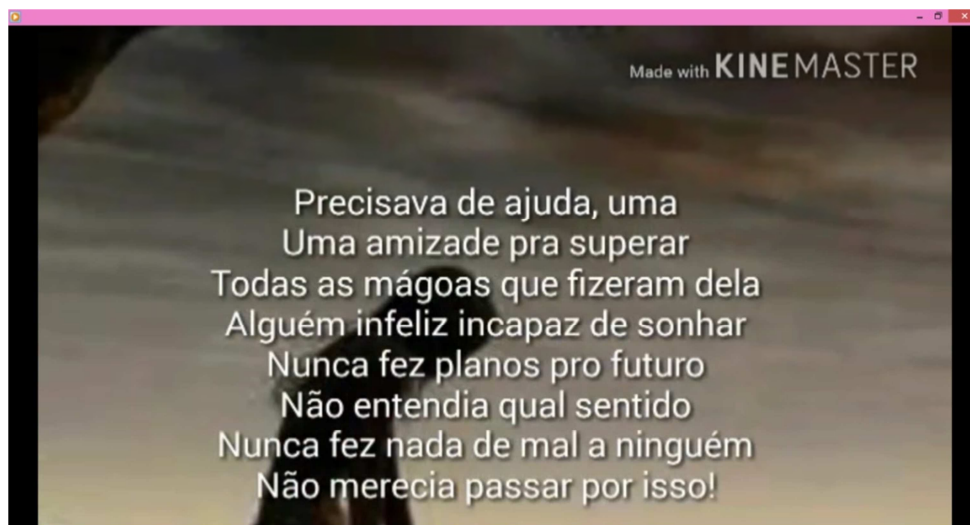 Made with KINEMASTER
Precisava de ajuda, uma
Uma amizade pra superar
Todas as mágoas que fizeram dela
Alguém infeliz incapaz de sonhar
Nunca fez planos pro futuro
Não entendia qual sentido
Nunca fez nada de mal a ninguém
Não merecia passar por isso!